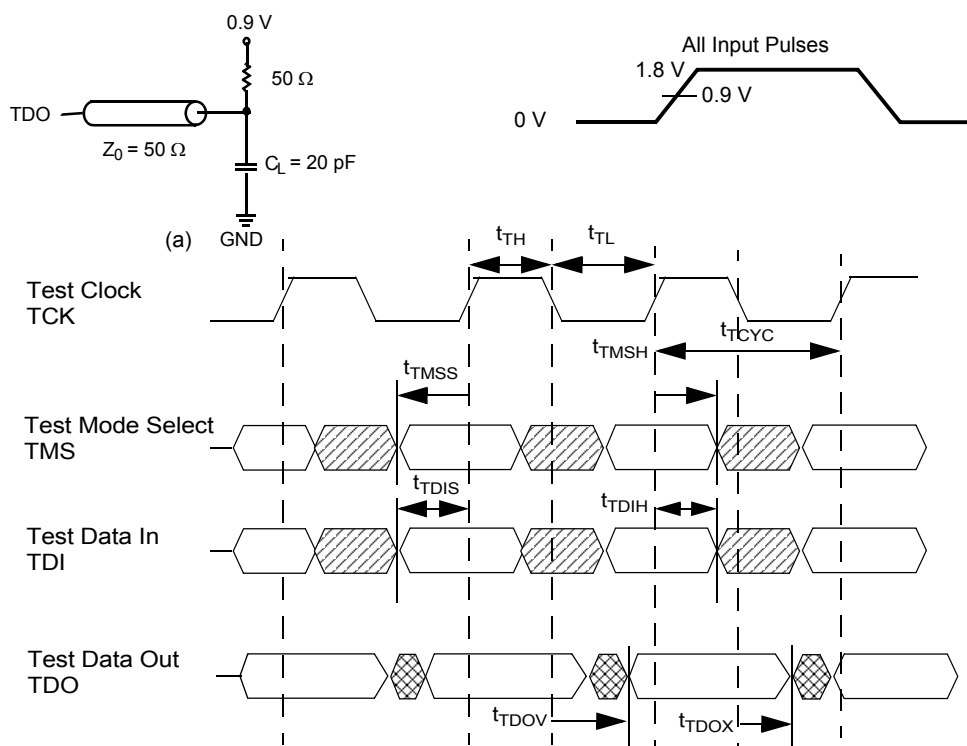 0.9 V
50 Ω
TDO
Z0 = 50 Ω
CL = 20 pF
(a)
GND
All Input Pulses
1.8 V
0.9 V
0 V
tTH
tTL
Test Clock
TCK
tTMSH
tTCYC
tTMSS
Test Mode Select
TMS
tTDIS
tTDIH
Test Data In
TDI
Test Data Out
TDO
tTDOV
tTDOX